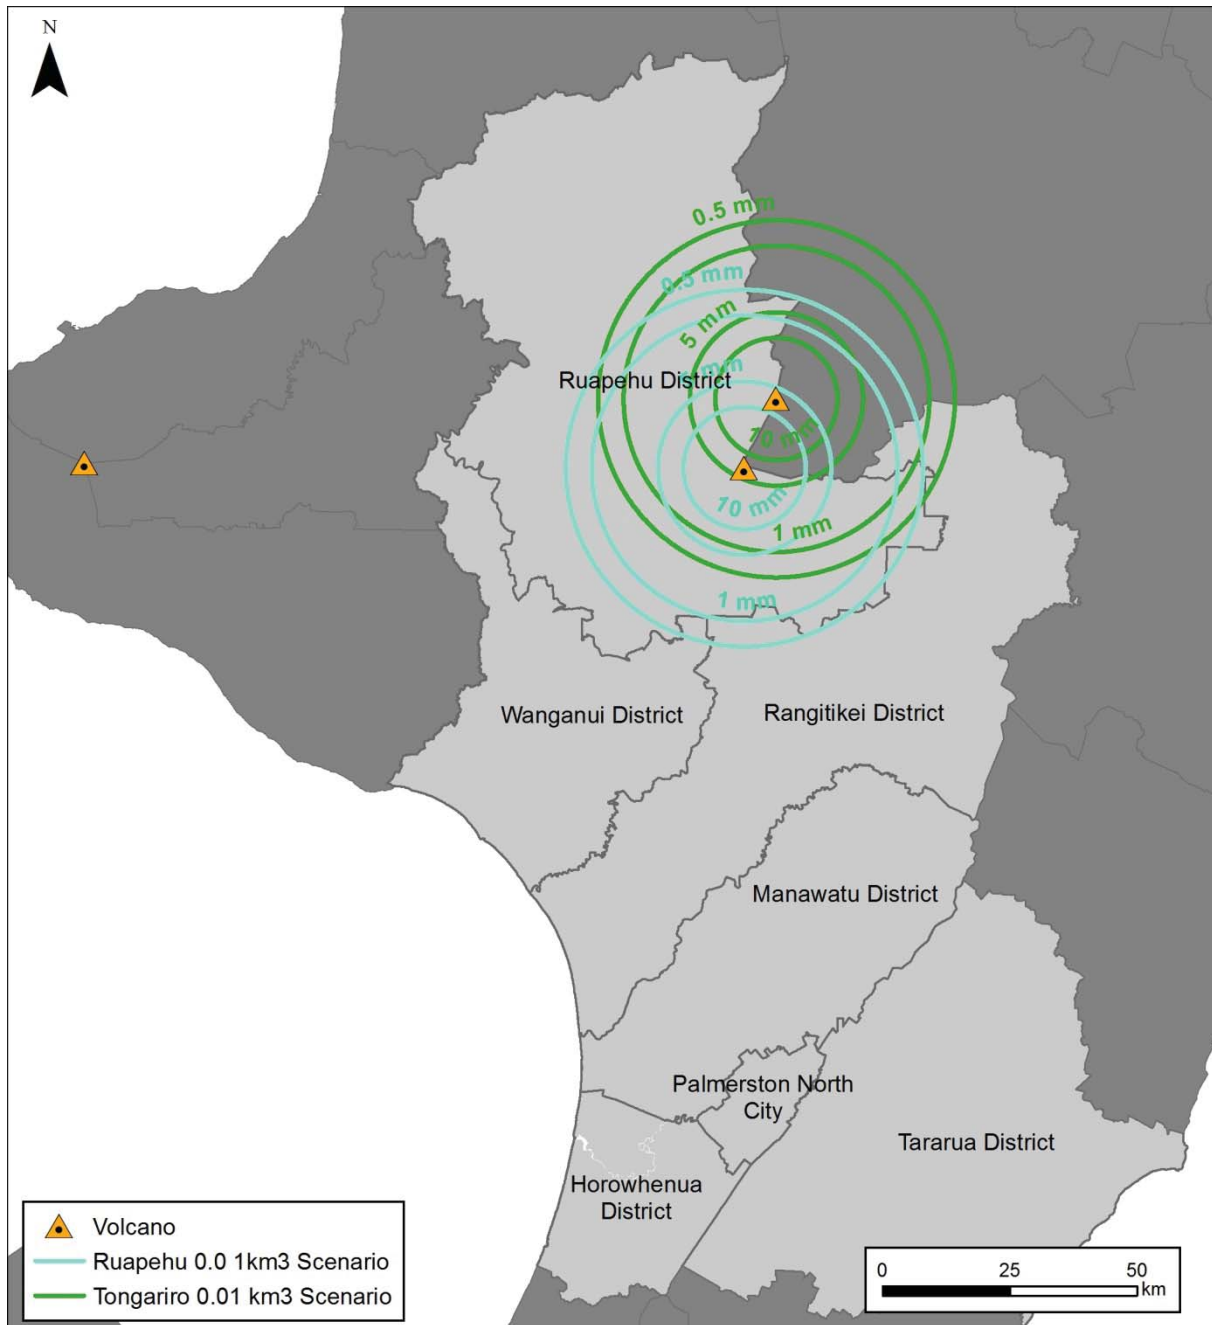 N
0.5 mm
0.5 mm
5 mm
mm
Ruapehu District
10 mm
10 mm
1 mm
1 mm
Wanganui District
Rangitikei District
Manawatu District
Palmerston North
City
Tararua District
Horowhenua
District
Volcano
Ruapehu 0.0 1km3 Scenario
Tongariro 0.01 km3 Scenario
0
25
50
km